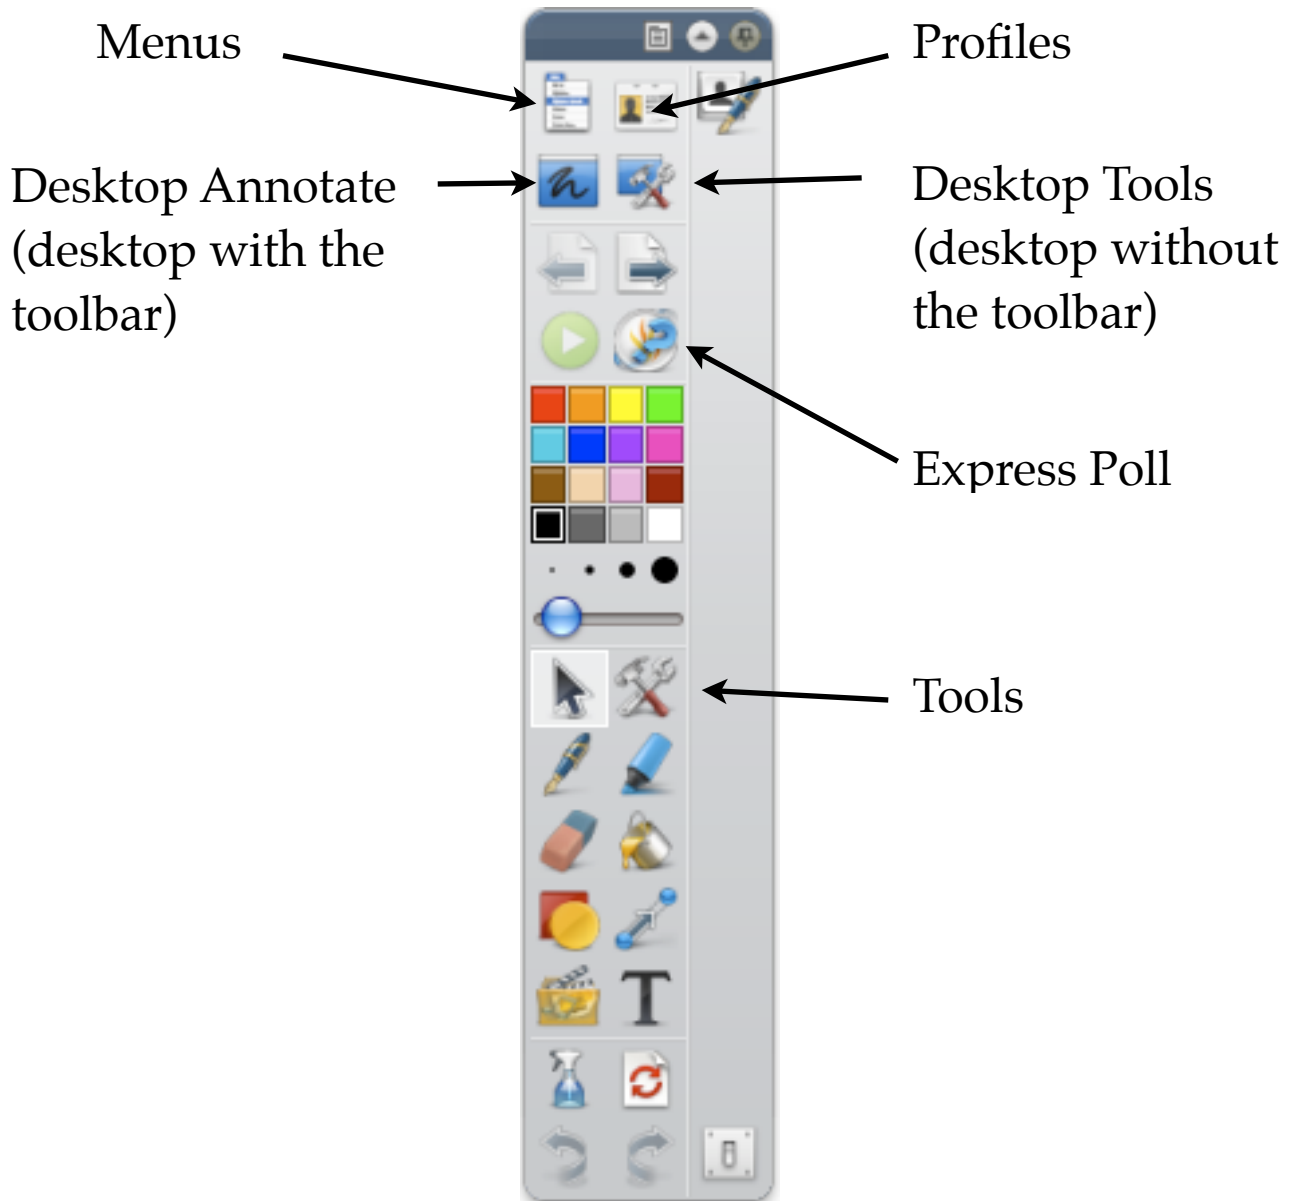 Menus
Profiles
Desktop Annotate
(desktop with the
toolbar)
Desktop Tools
(desktop without
the toolbar)
Express Poll
Tools
T